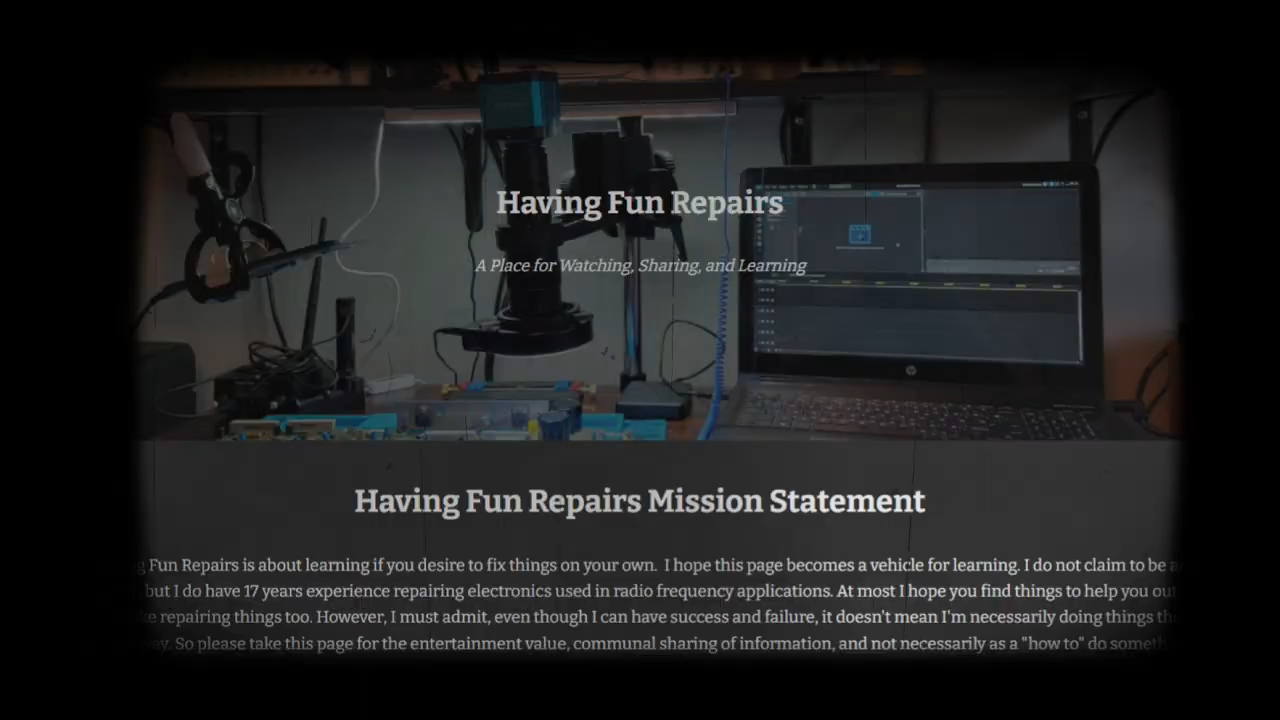 Having Fun Repairs
A Place for Watching, Sharing, and Learning
Having Fun Repairs Mission Statement
Fun Repairs is about learning if you desire to fix things on your own. I hope this page becomes a vehicle for learning. I do not claim to be
but I do have 17 years experience repairing electronics used in radio frequency applications. At most I hope you find things to help you out
repairing things too. However, I must admit, even though I can have success and failure, it doesn't mean I'm necessarily doing things
So please take this page for the entertainment value, communal sharing of information, and not necessarily as a "how to" do